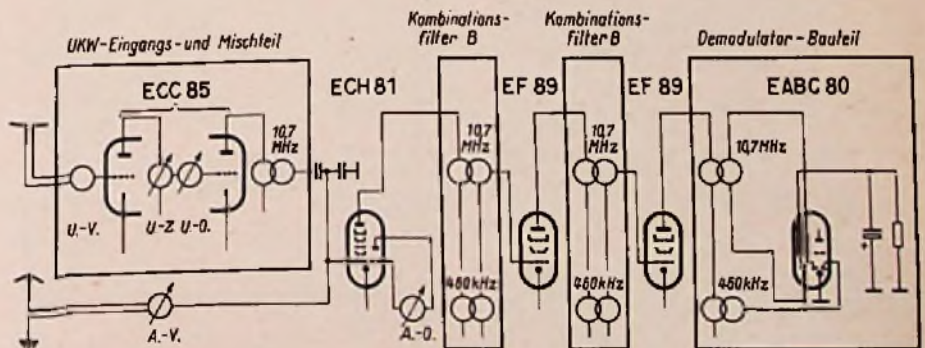 UKW-Eingangs- und Mischteil
Kombinations-
filter B
Kombinations-
filter B
Demodulator-Bauteil
ECC 85
ECH 81
EF 89
EF 89
EABC 80
10,7
MHz
10,7
MHz
10,7
MHz
10,7MHz
U.-V.
U-Z
U.-O.
460kHz
460kHz
460kHz
A.-V.
A.-O.
+